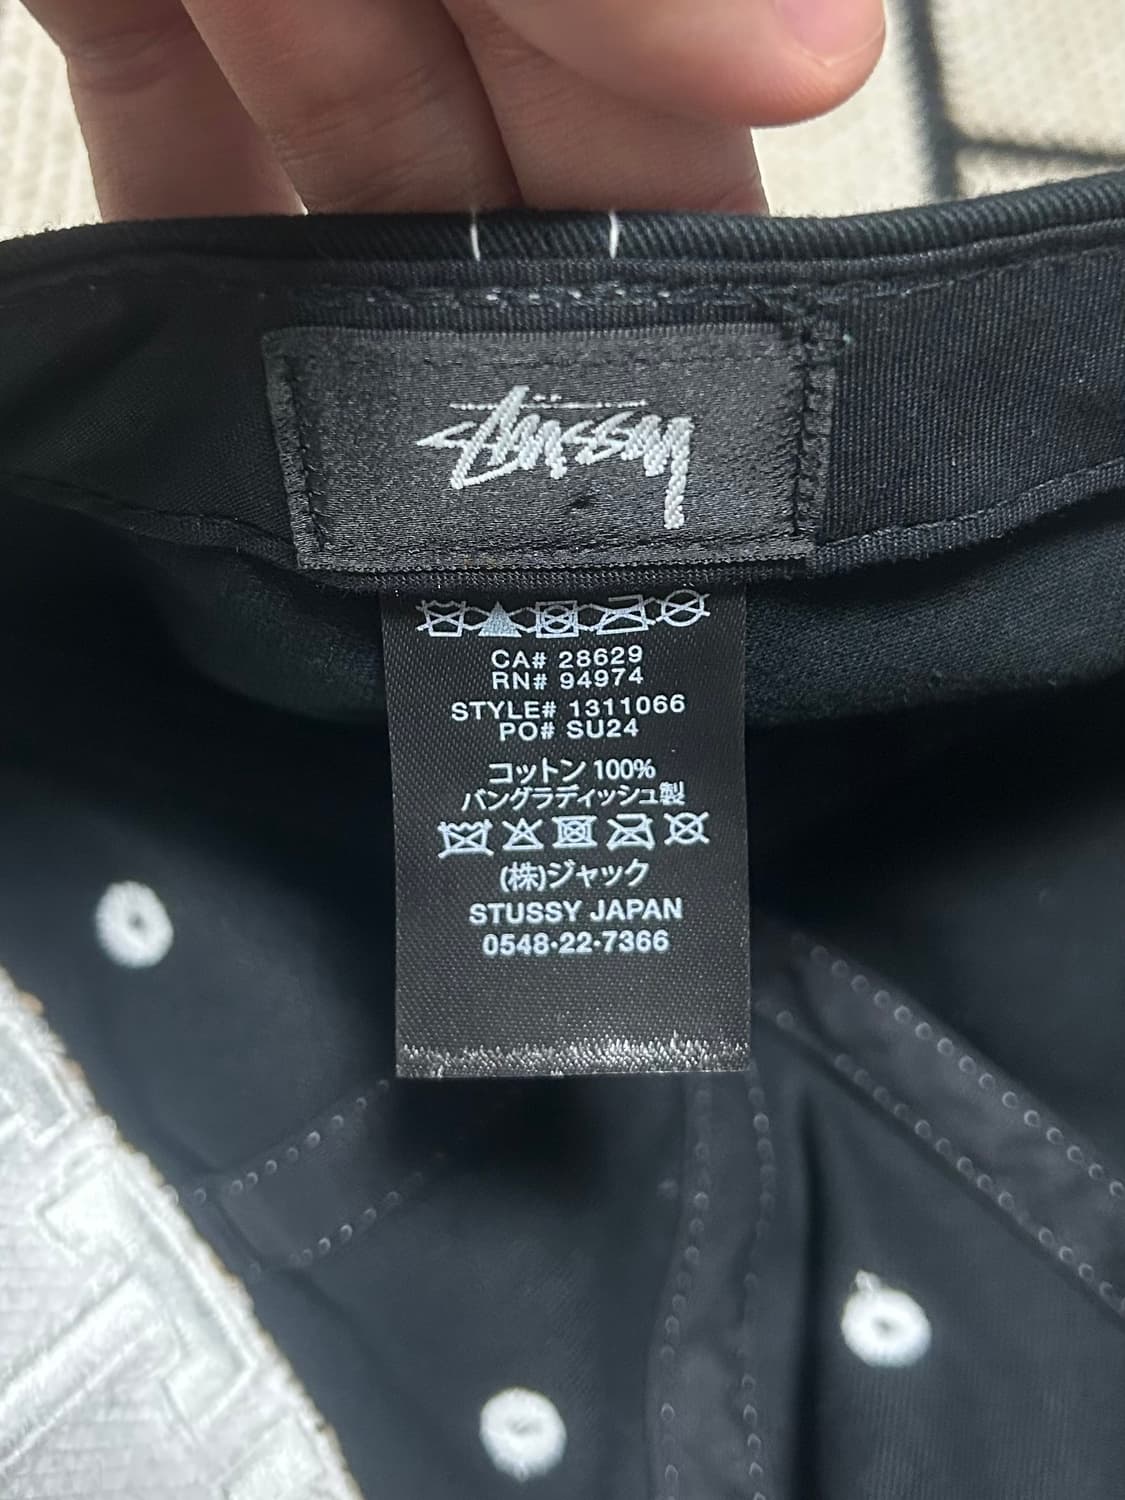 Stüssy
CA# 28629
RN# 94974
STYLE# 1311066
PO# SU24
コットン 100%
バングラディッシュ製
(株)ジャック
STUSSY JAPAN
0548·22·7366